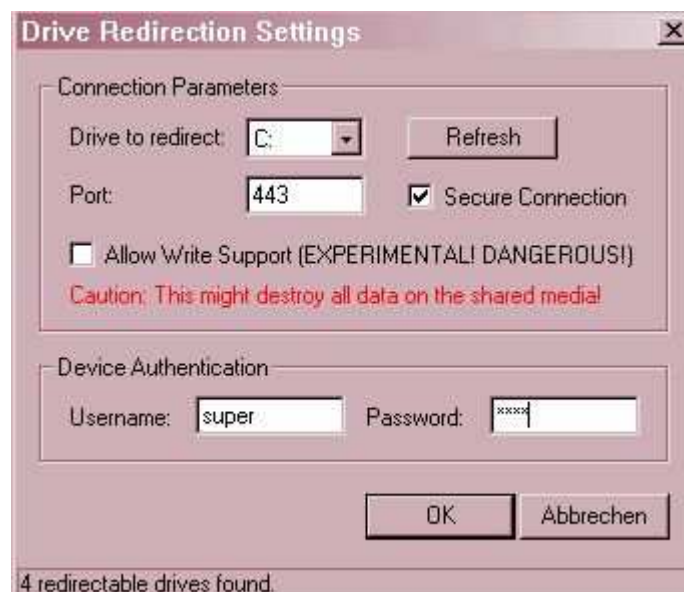 Drive Redirection Settings
Connection Parameters
Drive to redirect: C: Refresh
Port: 443 Secure Connection
Allow Write Support (EXPERIMENTAL! DANGEROUS!)
Caution: This might destroy all data on the shared media!
Device Authentication
Username: super Password: ****
OK Abbrechen
4 redirectable drives found.